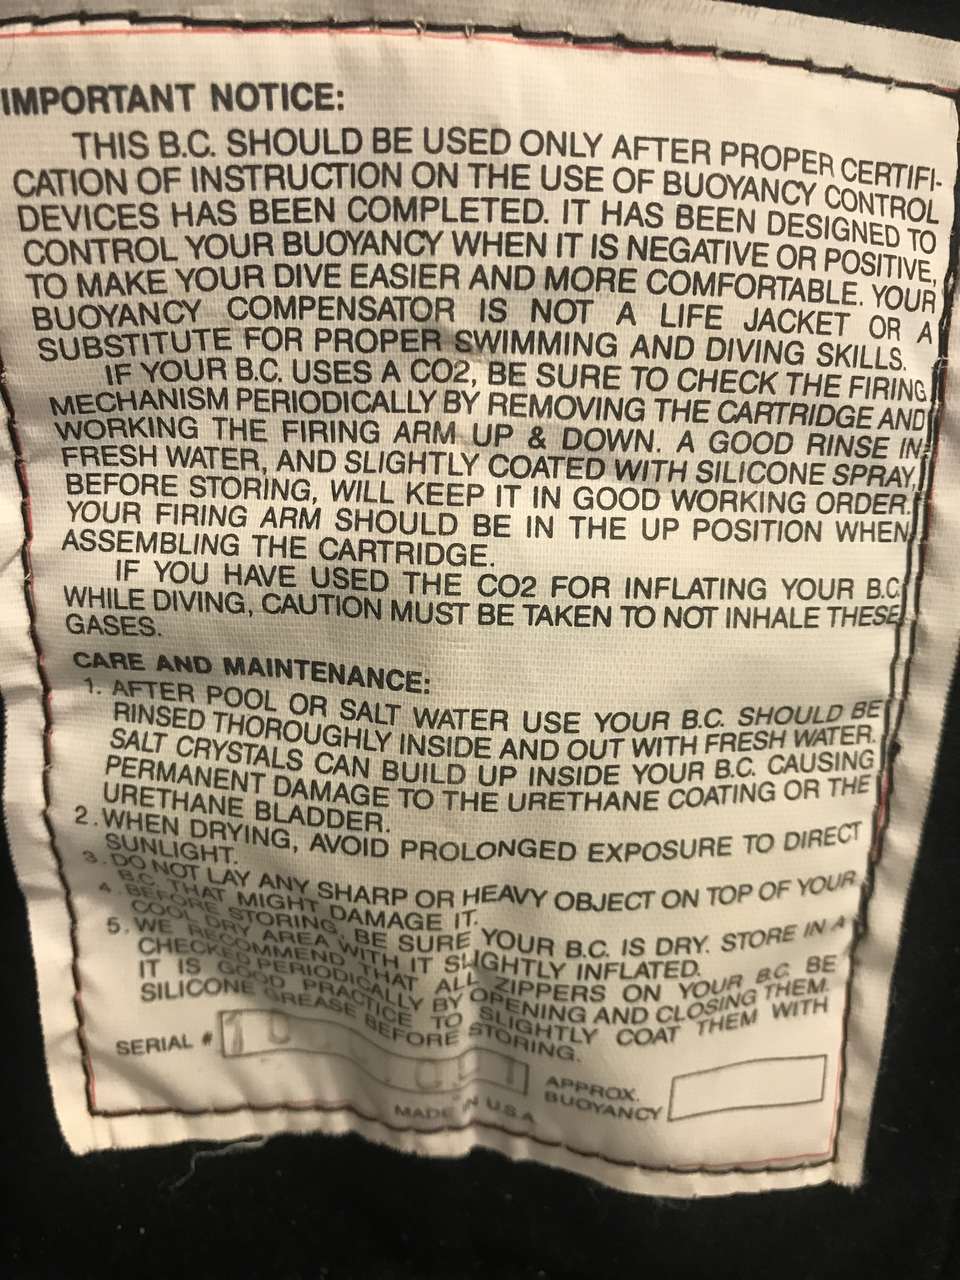 IMPORTANT NOTICE:
THIS B.C. SHOULD BE USED ONLY AFTER PROPER CERTIFI-
CATION OF INSTRUCTION ON THE USE OF BUOYANCY CONTROL
DEVICES HAS BEEN COMPLETED. IT HAS BEEN DESIGNED TO
CONTROL YOUR BUOYANCY WHEN IT IS NEGATIVE OR POSITIVE,
TO MAKE YOUR DIVE EASIER AND MORE COMFORTABLE. YOUR
BUOYANCY COMPENSATOR IS NOT A LIFE JACKET OR A
SUBSTITUTE FOR PROPER SWIMMING AND DIVING SKILLS.
IF YOUR B.C. USES A CO2, BE SURE TO CHECK THE FIRING
MECHANISM PERIODICALLY BY REMOVING THE CARTRIDGE AND
WORKING THE FIRING ARM UP & DOWN. A GOOD RINSE IN
FRESH WATER, AND SLIGHTLY COATED WITH SILICONE SPRAY,
BEFORE STORING, WILL KEEP IT IN GOOD WORKING ORDER.
YOUR FIRING ARM SHOULD BE IN THE UP POSITION WHEN
ASSEMBLING THE CARTRIDGE.
IF YOU HAVE USED THE CO2 FOR INFLATING YOUR B.C.
WHILE DIVING, CAUTION MUST BE TAKEN TO NOT INHALE THESE
GASES.
CARE AND MAINTENANCE:
1. AFTER POOL OR SALT WATER USE YOUR B.C. SHOULD BE
RINSED THOROUGHLY INSIDE AND OUT WITH FRESH WATER.
SALT CRYSTALS CAN BUILD UP INSIDE YOUR B.C. CAUSING
PERMANENT DAMAGE TO THE URETHANE COATING OR THE
URETHANE BLADDER.
2. WHEN DRYING, AVOID PROLONGED EXPOSURE TO DIRECT
SUNLIGHT.
3. DO NOT LAY ANY SHARP OR HEAVY OBJECT ON TOP OF YOUR
B.C. THAT MIGHT DAMAGE IT.
4. BEFORE STORING, BE SURE YOUR B.C. IS DRY. STORE IN A
COOL DRY AREA WITH IT SLIGHTLY INFLATED.
5. WE RECOMMEND THAT ALL ZIPPERS ON YOUR B.C. BE
CHECKED PERIODICALLY BY OPENING AND CLOSING THEM.
IT IS GOOD PRACTICE TO SLIGHTLY COAT THEM WITH
SILICONE GREASE BEFORE STORING.
SERIAL #
APPROX.
BUOYANCY
MADE IN U.S.A.